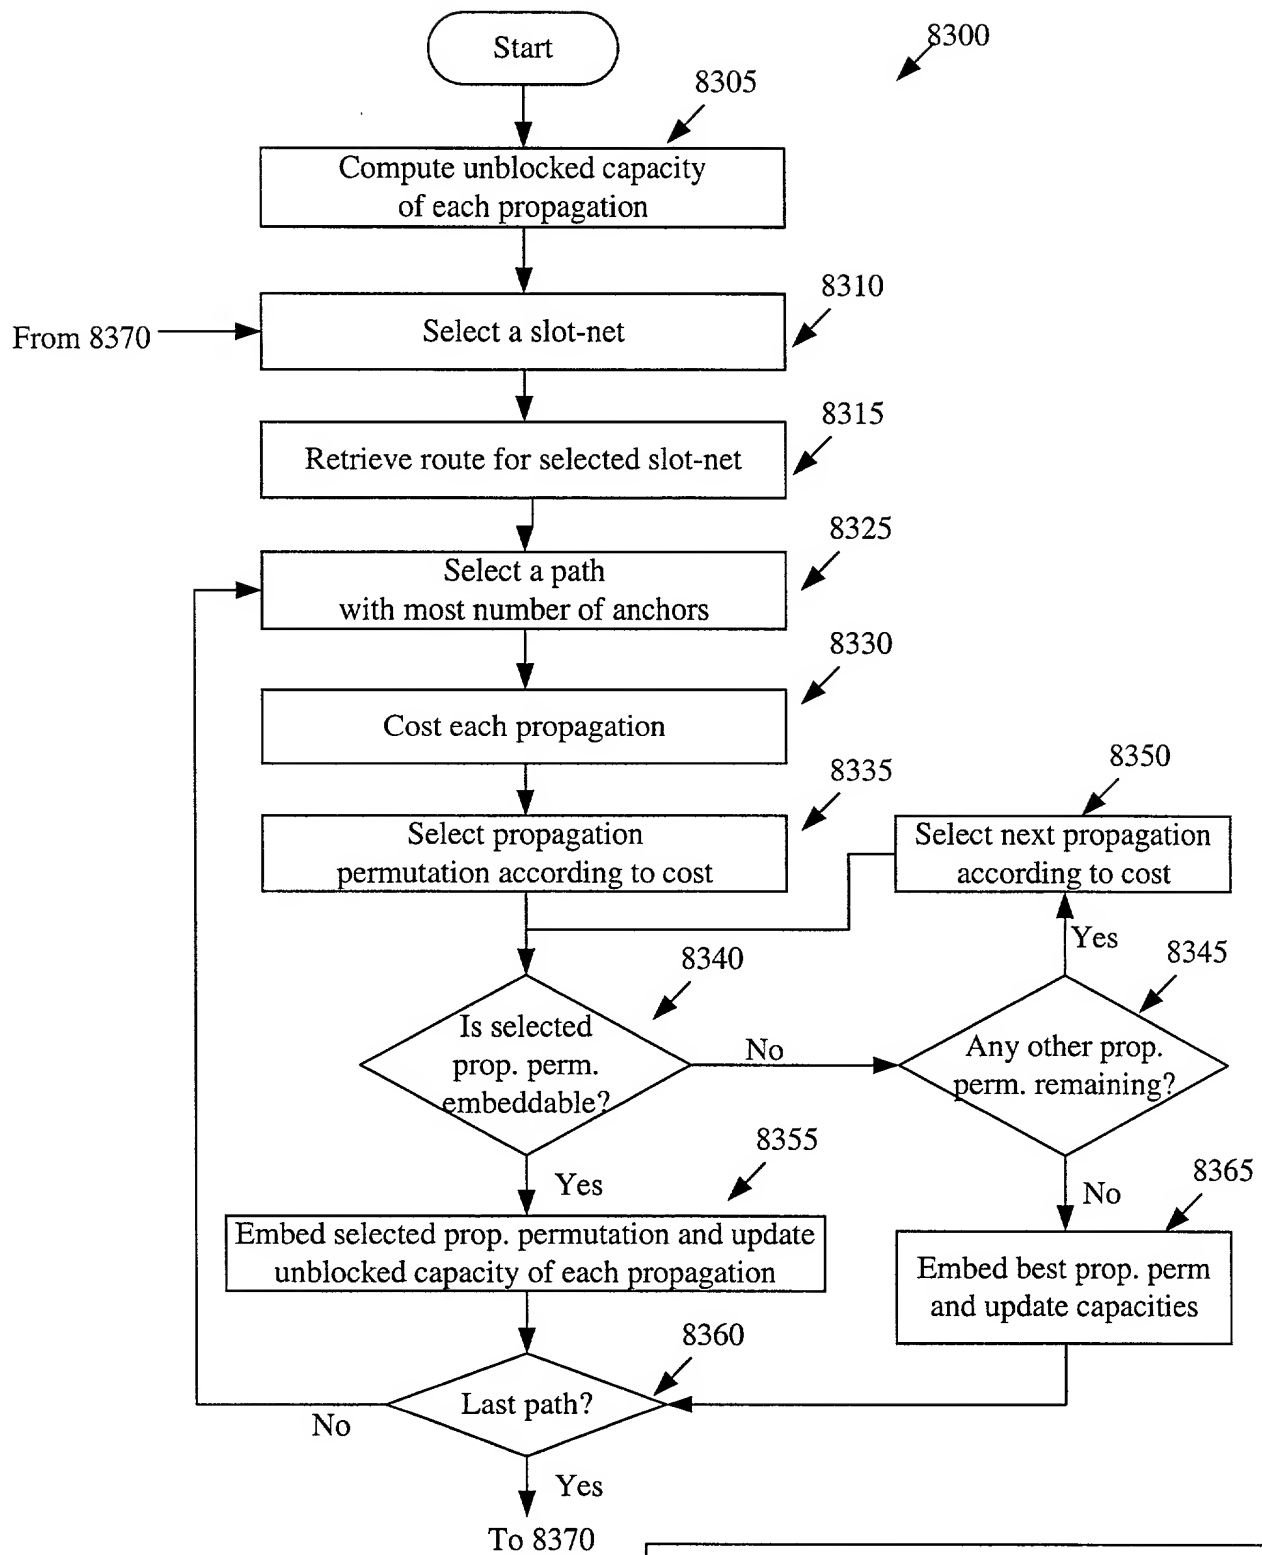 Start
8300
8305
Compute unblocked capacity
of each propagation
8310
From 8370
Select a slot-net
8315
Retrieve route for selected slot-net
8325
Select a path
with most number of anchors
8330
Cost each propagation
8335
8350
Select propagation
permutation according to cost
Select next propagation
according to cost
Yes
8340
8345
Is selected
prop. perm.
embeddable?
No
Any other prop.
perm. remaining?
8355
Yes
No
8365
Embed selected prop. permutation and update
unblocked capacity of each propagation
Embed best prop. perm
and update capacities
8360
Last path?
No
Yes
To 8370